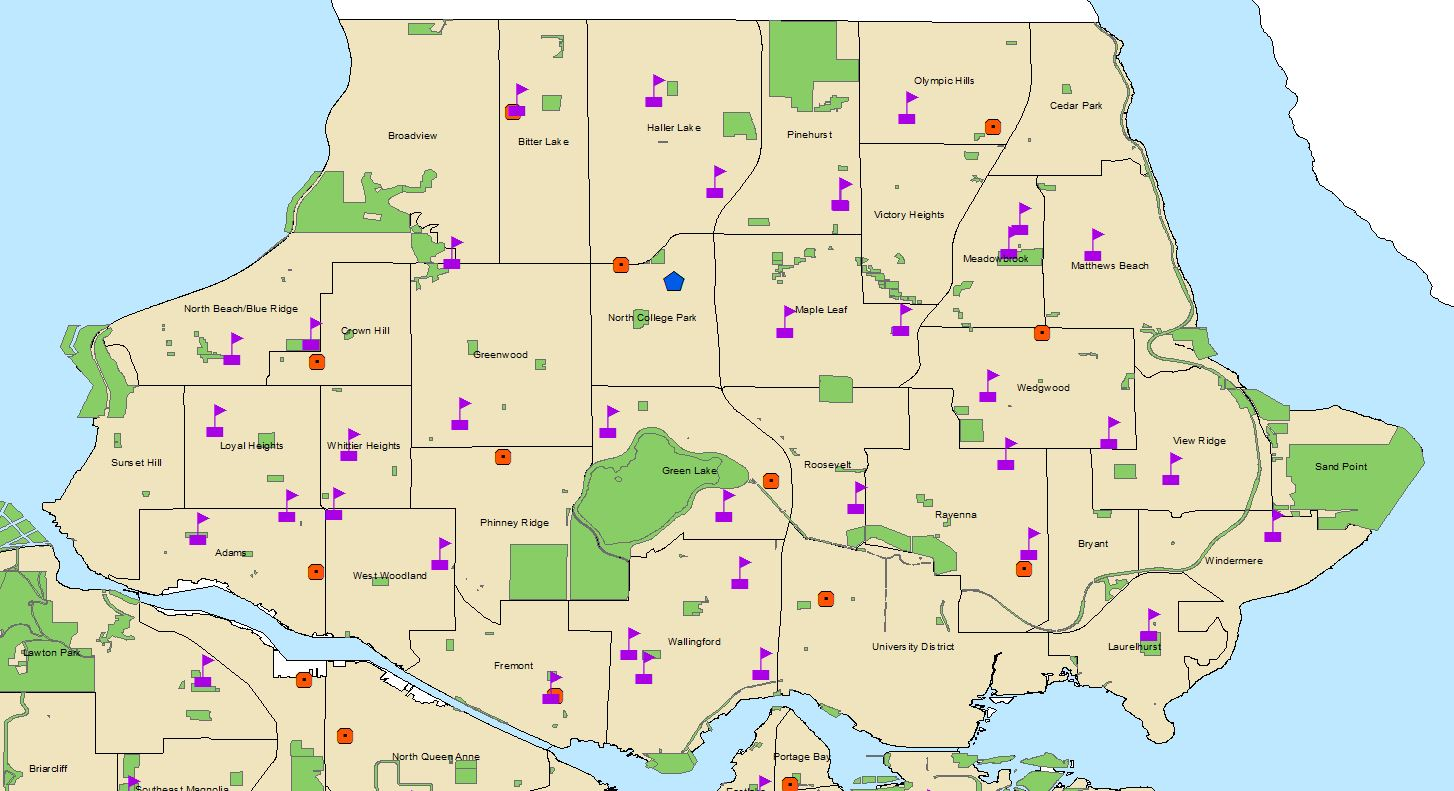 Olympic Hills
Cedar Park
Broadview
Bitter Lake
Haller Lake
Pinehurst
Victory Heights
Meadowbrook
Matthews Beach
North Beach/Blue Ridge
Crown Hill
North College Park
Maple Leaf
Greenwood
Wedgwood
Loyal Heights
Whittier Heights
View Ridge
Sunset Hill
Green Lake
Roosevelt
Sand Point
Phinney Ridge
Ravenna
Adams
Bryant
West Woodland
Windermere
Wallingford
University District
Laurelhurst
Lawton Park
Fremont
North Queen Anne
Portage Bay
Briarcliff
Southeast Magnolia